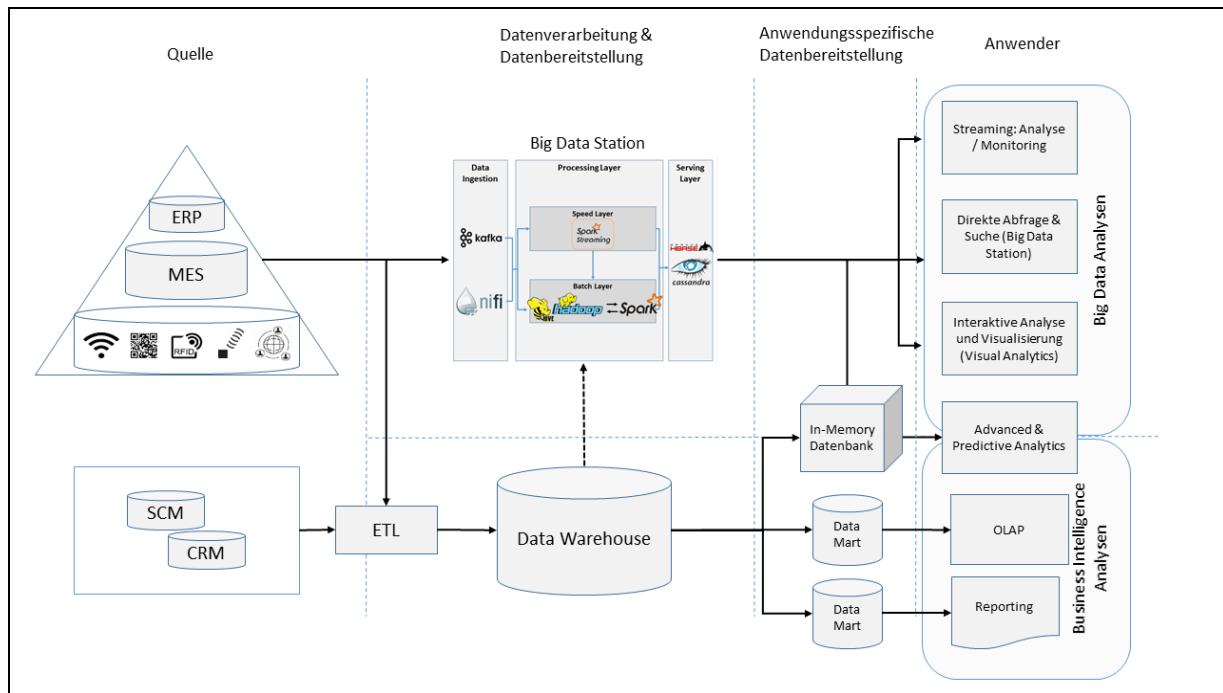 Quelle
Datenverarbeitung &
Datenbereitstellung
Anwendungsspezifische
Datenbereitstellung
Anwender
ERP
MES
RFID
SCM
CRM
ETL
Big Data Station
Data
Ingestion
Processing Layer
Serving
Layer
kafka
nifi
Speed Layer
Spark
Streaming
Batch Layer
HIVE
hadoop
Spark
HBASE
cassandra
Data Warehouse
In-Memory
Datenbank
Data
Mart
Data
Mart
Streaming: Analyse
/ Monitoring
Direkte Abfrage &
Suche (Big Data
Station)
Interaktive Analyse
und Visualisierung
(Visual Analytics)
Advanced &
Predictive Analytics
OLAP
Reporting
Big Data Analysen
Business Intelligence
Analysen